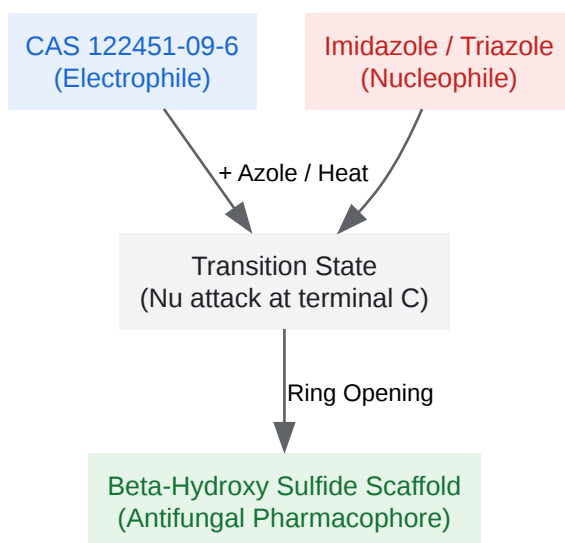 CAS 122451-09-6
(Electrophile)
Imidazole / Triazole
(Nucleophile)
+ Azole / Heat
Transition State
(Nu attack at terminal C)
Ring Opening
Beta-Hydroxy Sulfide Scaffold
(Antifungal Pharmacophore)